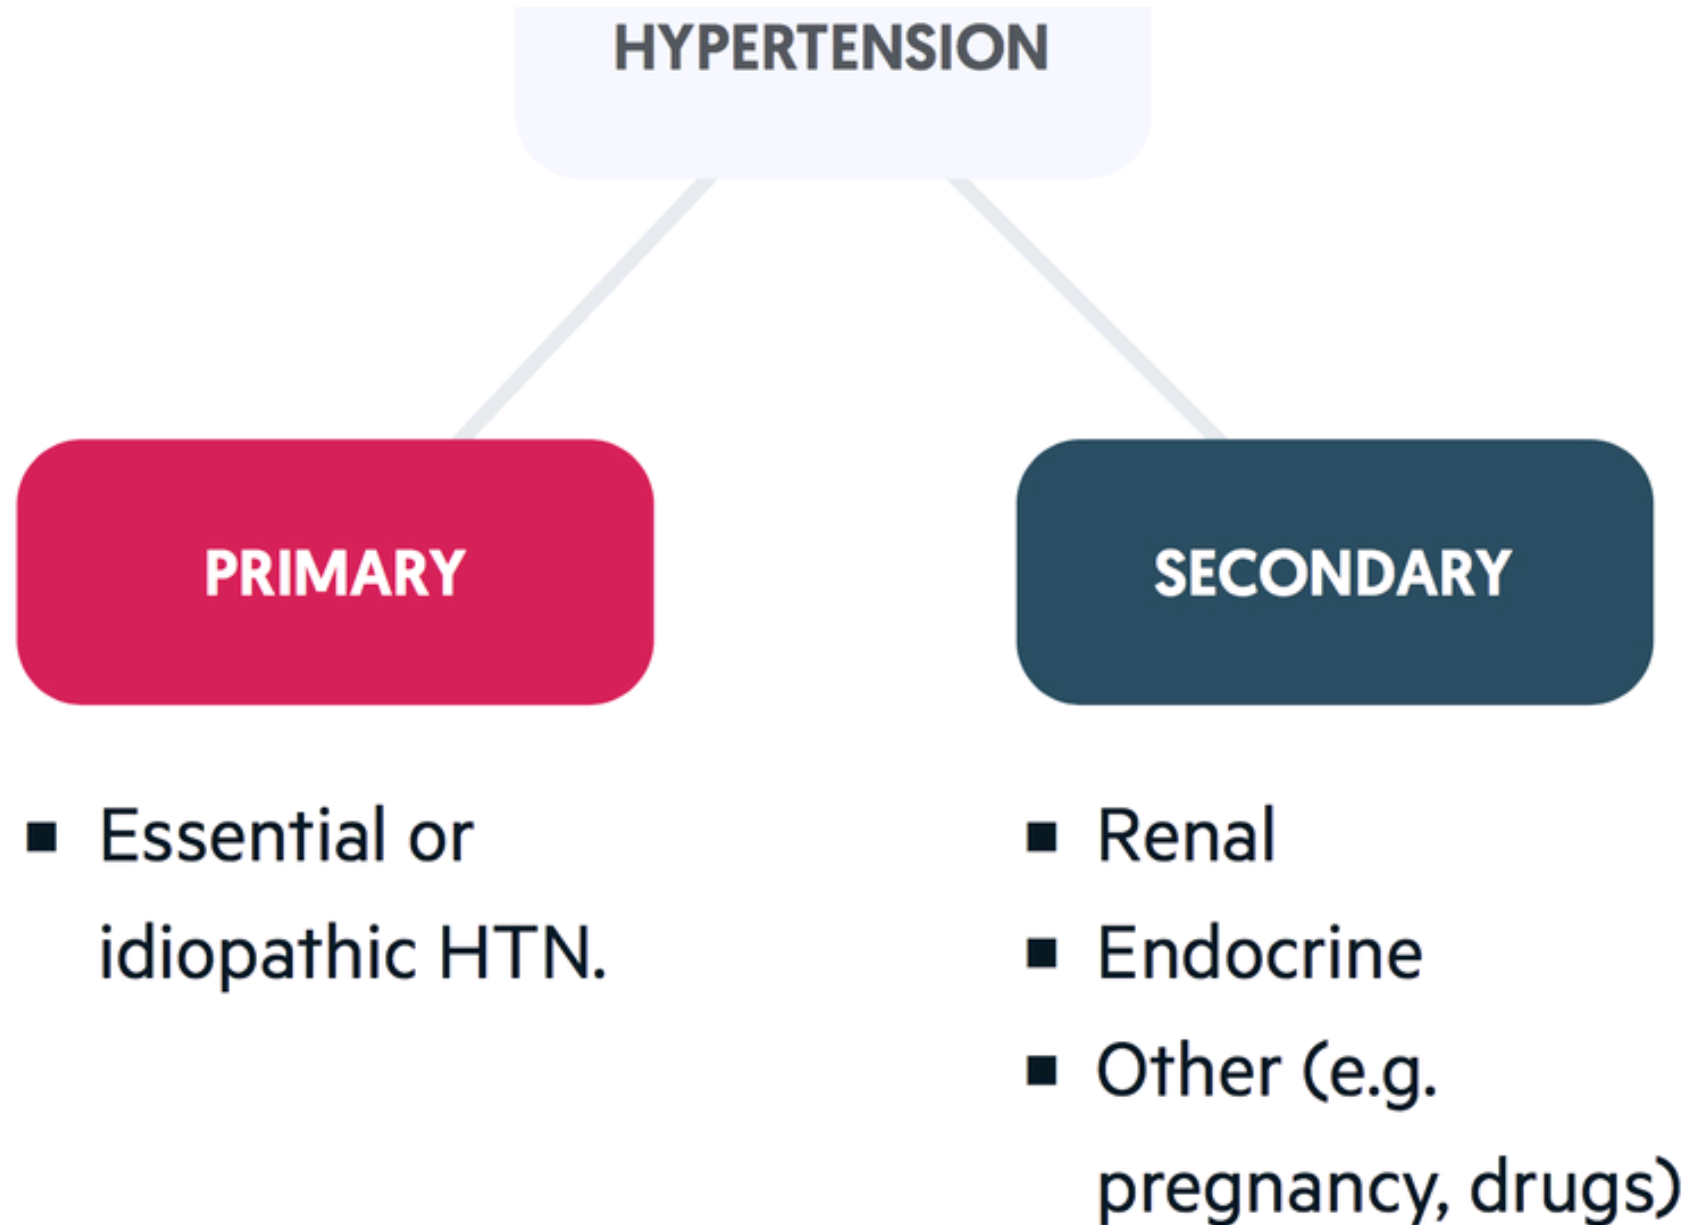 HYPERTENSION
PRIMARY
SECONDARY
▪ Essential or
idiopathic HTN.
▪ Renal
▪ Endocrine
▪ Other (e.g.
pregnancy, drugs)